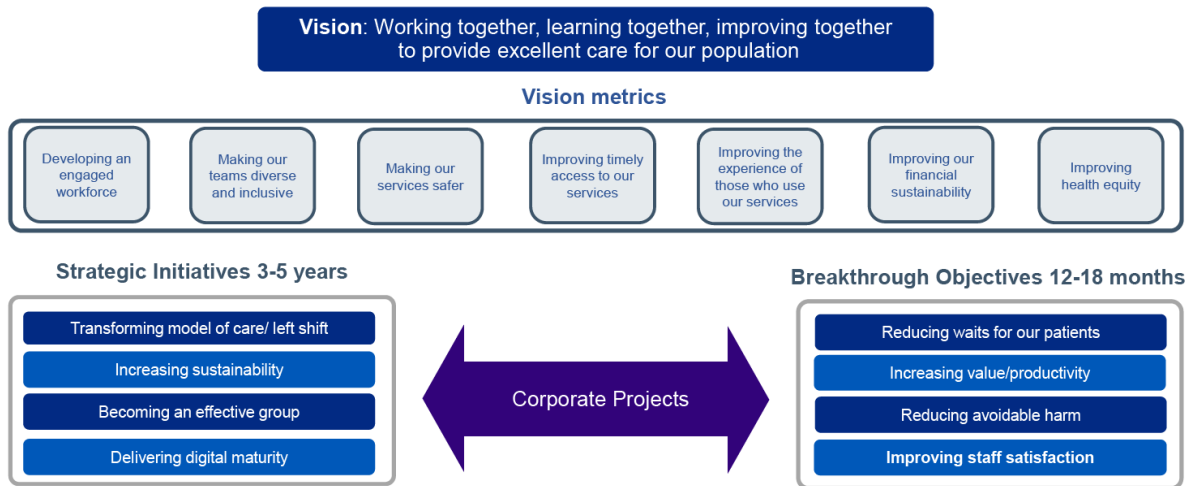 Vision: Working together, learning together, improving together
to provide excellent care for our population
Vision metrics
Developing an
engaged
workforce
Making our
teams diverse
and inclusive
Making our
services safer
Improving timely
access to our
services
Improving the
experience of
those who use
our services
Improving our
financial
sustainability
Improving
health equity
Strategic Initiatives 3-5 years
Transforming model of care/ left shift
Increasing sustainability
Becoming an effective group
Delivering digital maturity
Corporate Projects
Breakthrough Objectives 12-18 months
Reducing waits for our patients
Increasing value/productivity
Reducing avoidable harm
Improving staff satisfaction